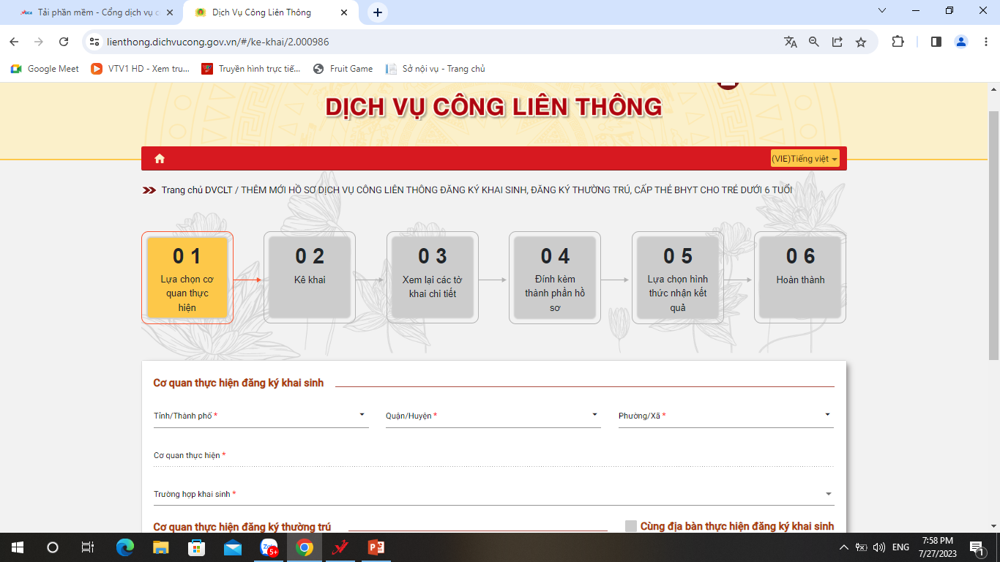 VGCA
Tải phần mềm - Cổng dịch vụ c
Dịch Vụ Công Liên Thông
lienthong.dichvucong.gov.vn/#/ke-khai/2.000986
Google Meet
VTV1 HD - Xem tru...
Truyền hình trực tiế...
Fruit Game
Sở nội vụ - Trang chủ
DỊCH VỤ CÔNG LIÊN THÔNG
(VIE)Tiếng việt
Trang chủ DVCLT / THÊM MỚI HỒ SƠ DỊCH VỤ CÔNG LIÊN THÔNG ĐĂNG KÝ KHAI SINH, ĐĂNG KÝ THƯỜNG TRÚ, CẤP THẺ BHYT CHO TRẺ DƯỚI 6 TUỔI
0 1
Lựa chọn cơ
quan thực
hiện
0 2
Kê khai
0 3
Xem lại các tờ
khai chi tiết
0 4
Đính kèm
thành phần hồ
sơ
0 5
Lựa chọn hình
thức nhận kết
quả
0 6
Hoàn thành
Cơ quan thực hiện đăng ký khai sinh
Tỉnh/Thành phố *
Quận/Huyện *
Phường/Xã *
Cơ quan thực hiện *
Trường hợp khai sinh *
Cơ quan thực hiện đăng ký thường trú
Cùng địa bàn thực hiện đăng ký khai sinh
Zalo
5+
ENG
7:58 PM
7/27/2023
1